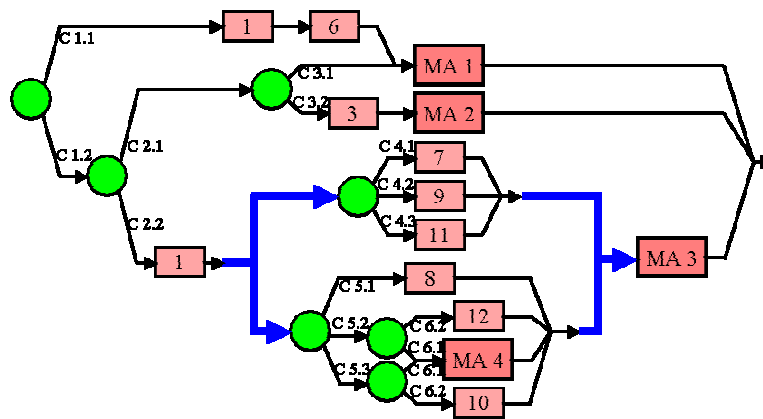 C 1.1
1
6
C 3.1
MA 1
C 3.2
3
MA 2
C 1.2
C 2.1
C 4.1
7
C 4.2
9
C 2.2
C 4.3
11
1
MA 3
C 5.1
8
C 5.2
C 6.2
12
C 6.1
MA 4
C 5.3
C 6.1
C 6.2
10